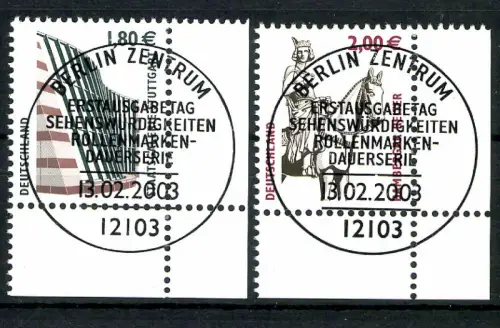 1.80 €
BERLIN ZENTRUM
ERSTAUSGABETAG
SEHENSWÜRDIGKEITEN
ROLLENMARKEN-
DAUERSERIE
13.02.2003
12103
DEUTSCHLAND
STUTTGART
2.00 €
BERLIN ZENTRUM
ERSTAUSGABETAG
SEHENSWÜRDIGKEITEN
ROLLENMARKEN-
DAUERSERIE
13.02.2003
12103
DEUTSCHLAND